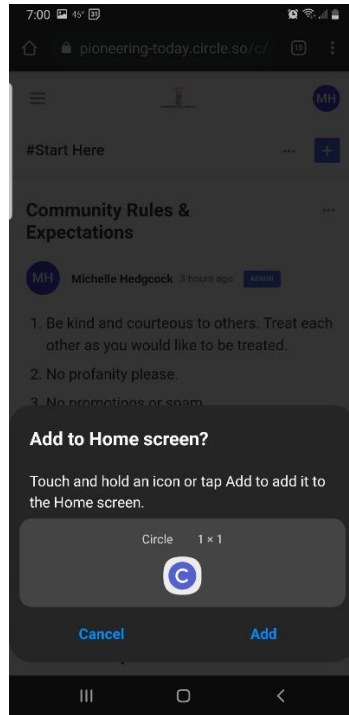 7:00 45° 31
pioneering-today.circle.so/c/ 19
MH
#Start Here ... +
Community Rules & ...
Expectations
MH Michelle Hedgcock 3 hours ago ADMIN
1. Be kind and courteous to others. Treat each
other as you would like to be treated.
2. No profanity please.
3. No promotions or spam
Add to Home screen?
Touch and hold an icon or tap Add to add it to
the Home screen.
Circle 1 × 1
C
Cancel Add